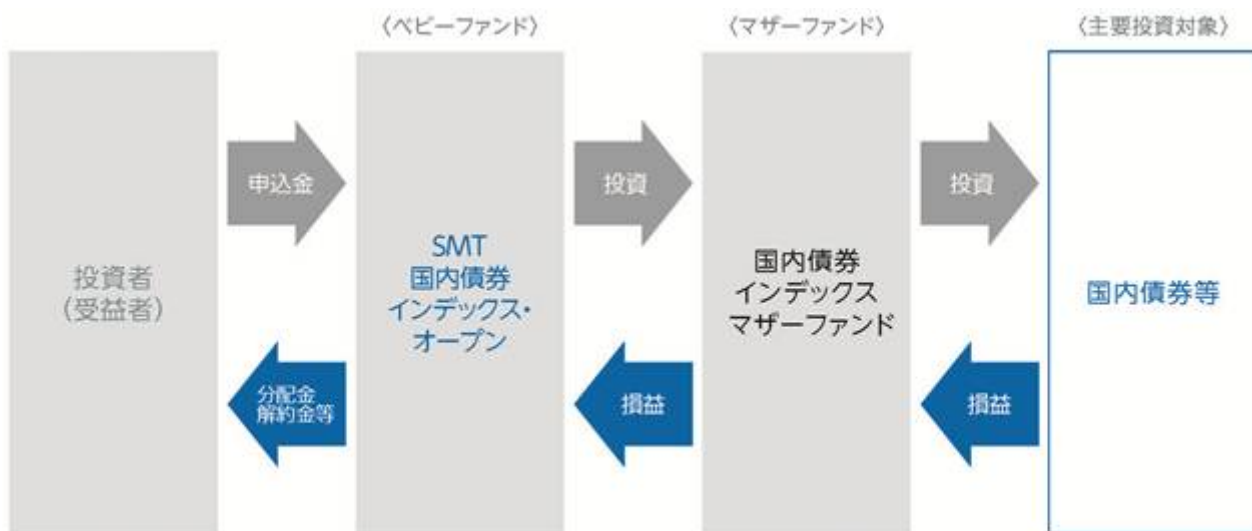 〈ベビーファンド〉
〈マザーファンド〉
〈主要投資対象〉
申込金
投資
投資
投資者
(受益者)
SMT
国内債券
インデックス・
オープン
国内債券
インデックス
マザーファンド
国内債券等
分配金
解約金等
損益
損益